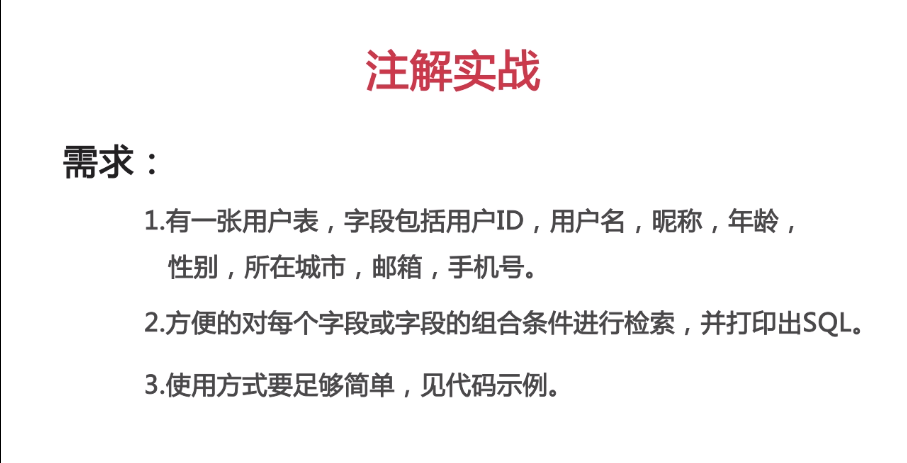 注解实战
需求：
1.有一张用户表，字段包括用户ID，用户名，昵称，年龄，
性别，所在城市，邮箱，手机号。
2.方便的对每个字段或字段的组合条件进行检索，并打印出SQL。
3.使用方式要足够简单，见代码示例。